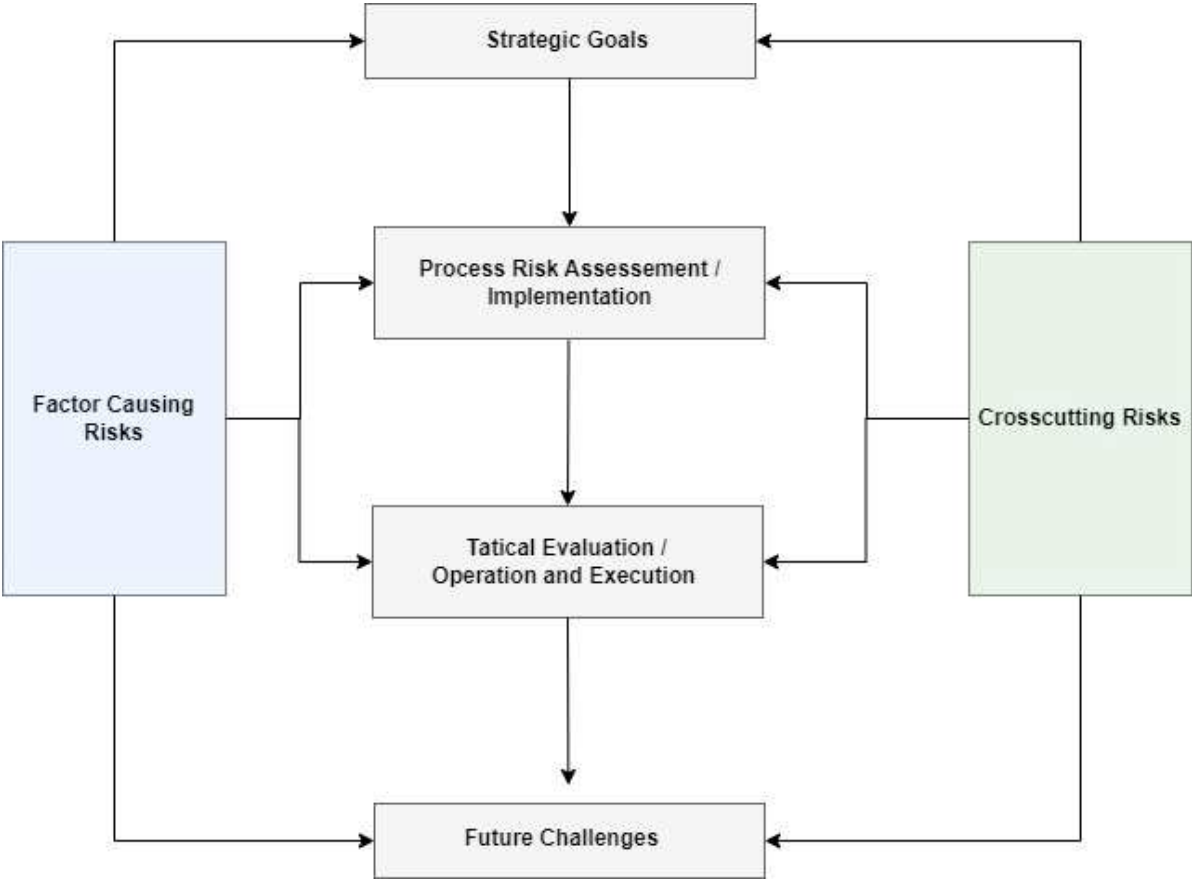 Strategic Goals
Process Risk Assessement /
Implementation
Factor Causing
Risks
Crosscutting Risks
Tatical Evaluation /
Operation and Execution
Future Challenges